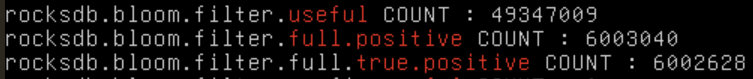 rocksdb.bloom.filter.useful COUNT : 49347009
rocksdb.bloom.filter.full.positive COUNT : 6003040
rocksdb.bloom.filter.full.true.positive COUNT : 6002628